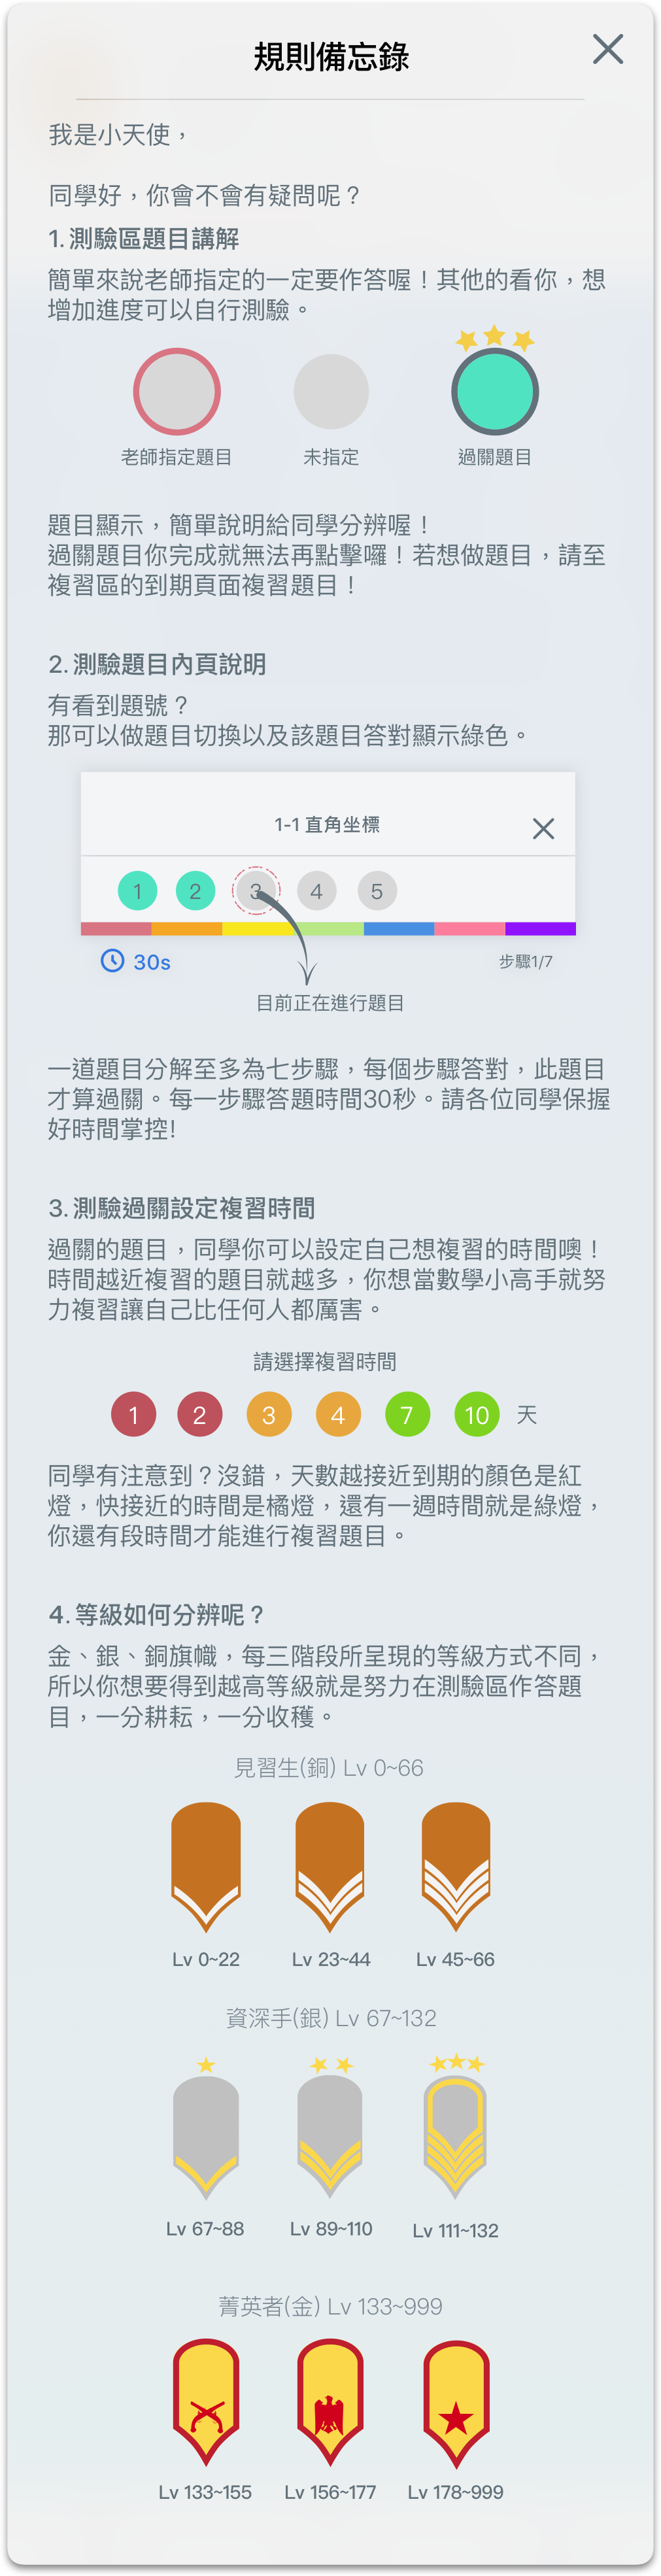 規則備忘錄
我是小天使，
同學好，你會不會有疑問呢？
1. 測驗區題目講解
簡單來說老師指定的一定要作答喔！其他的看你，想
增加進度可以自行測驗。
老師指定題目 未指定 過關題目
題目顯示，簡單說明給同學分辨喔！
過關題目你完成就無法再點擊囉！若想做題目，請至
複習區的到期頁面複習題目！
2. 測驗題目內頁說明
有看到題號？
那可以做題目切換以及該題目答對顯示綠色。
1-1 直角坐標
1 2 3 4 5
30s 步驟1/7
目前正在進行題目
一道題目分解至多為七步驟，每個步驟答對，此題目
才算過關。每一步驟答題時間30秒。請各位同學保握
好時間掌控!
3. 測驗過關設定複習時間
過關的題目，同學你可以設定自己想複習的時間噢！
時間越近複習的題目就越多，你想當數學小高手就努
力複習讓自己比任何人都厲害。
請選擇複習時間
1 2 3 4 7 10 天
同學有注意到？沒錯，天數越接近到期的顏色是紅
燈，快接近的時間是橘燈，還有一週時間就是綠燈，
你還有段時間才能進行複習題目。
4. 等級如何分辨呢？
金、銀、銅旗幟，每三階段所呈現的等級方式不同，
所以你想要得到越高等級就是努力在測驗區作答題
目，一分耕耘，一分收穫。
見習生(銅) Lv 0~66
Lv 0~22 Lv 23~44 Lv 45~66
資深手(銀) Lv 67~132
Lv 67~88 Lv 89~110 Lv 111~132
菁英者(金) Lv 133~999
Lv 133~155 Lv 156~177 Lv 178~999